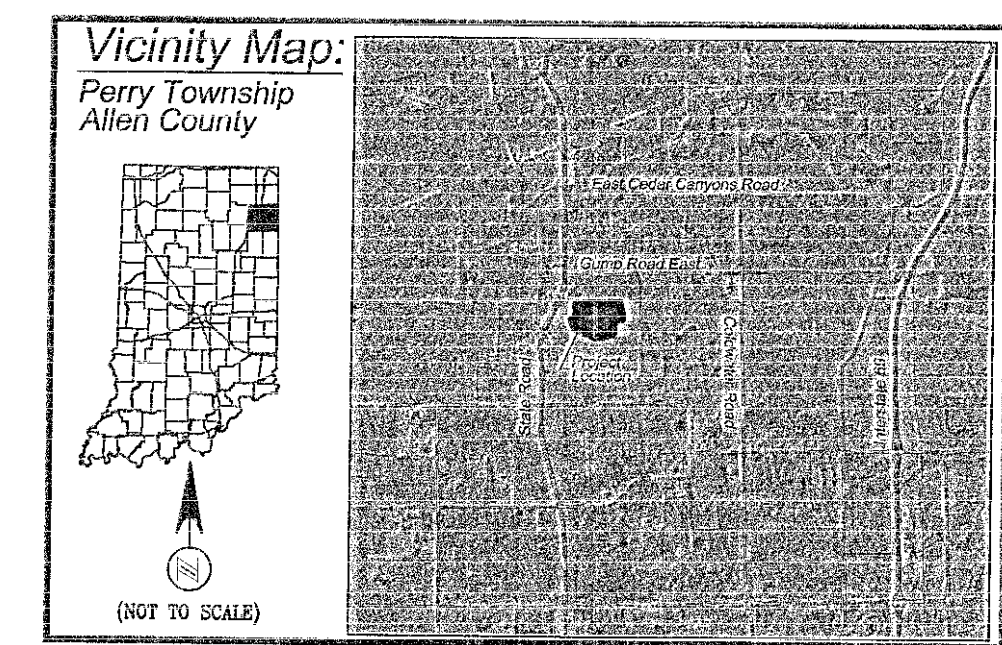 Vicinity Map:
Perry Township
Allen County
(NOT TO SCALE)
East Cedar Canyons Road
Gump Road East
Project
Location
State Road
Coldwater Road
Interstate 69